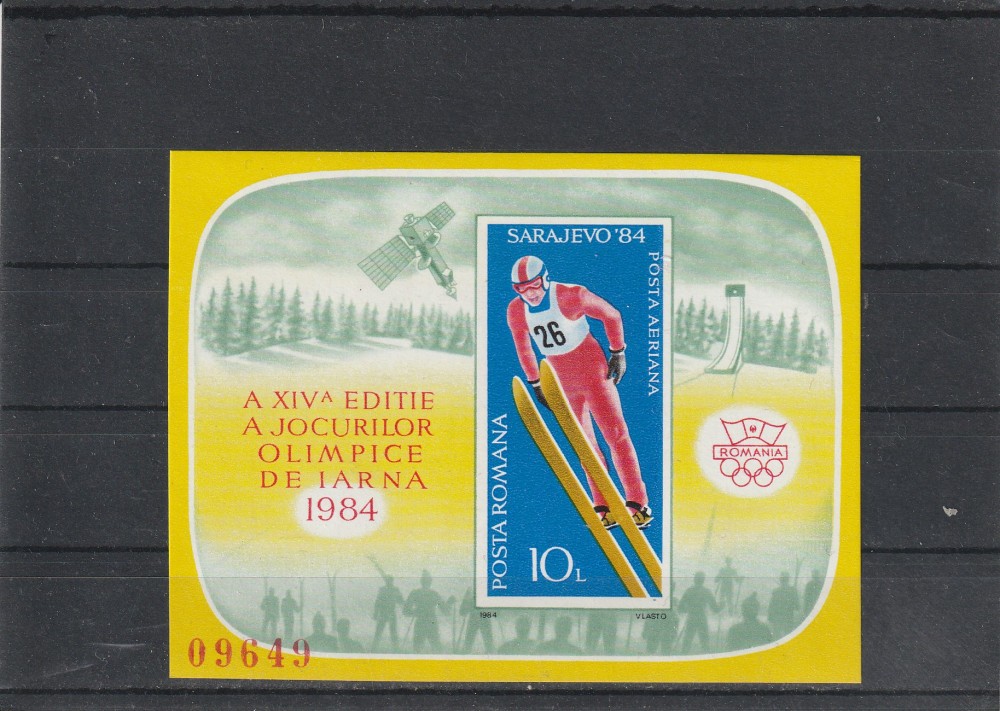 SARAJEVO '84
POSTA AERIANA
26
POSTA ROMANA
10L
A XIVA EDITIE
A JOCURILOR
OLIMPICE
DE IARNA
1984
ROMANIA
1984
VLASTO
09649